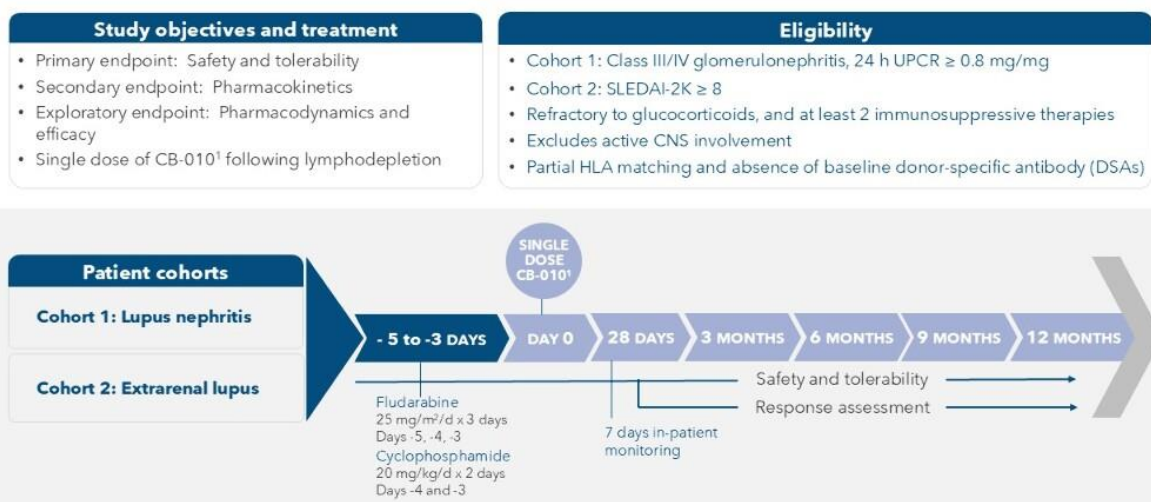 Study objectives and treatment
• Primary endpoint: Safety and tolerability
• Secondary endpoint: Pharmacokinetics
• Exploratory endpoint: Pharmacodynamics and
efficacy
• Single dose of CB-010¹ following lymphodepletion
Eligibility
• Cohort 1: Class III/IV glomerulonephritis, 24 h UPCR ≥ 0.8 mg/mg
• Cohort 2: SLEDAI-2K ≥ 8
• Refractory to glucocorticoids, and at least 2 immunosuppressive therapies
• Excludes active CNS involvement
• Partial HLA matching and absence of baseline donor-specific antibody (DSAs)
Patient cohorts
Cohort 1: Lupus nephritis
Cohort 2: Extrarenal lupus
SINGLE
DOSE
CB-010¹
- 5 to -3 DAYS
DAY 0
28 DAYS
3 MONTHS
6 MONTHS
9 MONTHS
12 MONTHS
Safety and tolerability
Response assessment
Fludarabine
25 mg/m²/d x 3 days
Days -5, -4, -3
Cyclophosphamide
20 mg/kg/d x 2 days
Days -4 and -3
7 days in-patient
monitoring